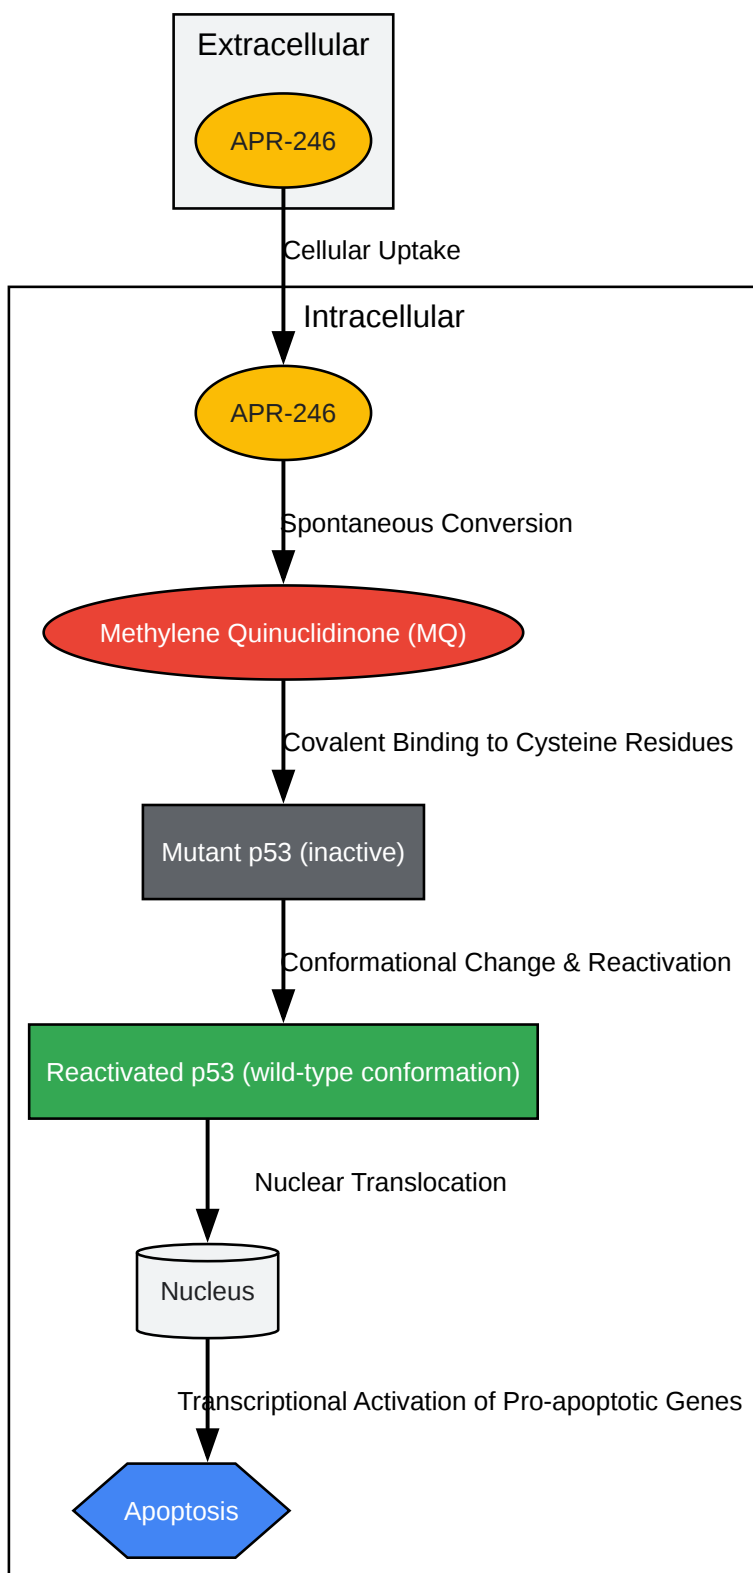 Extracellular
APR-246
Cellular Uptake
Intracellular
APR-246
Spontaneous Conversion
Methylene Quinuclidinone (MQ)
Covalent Binding to Cysteine Residues
Mutant p53 (inactive)
Conformational Change & Reactivation
Reactivated p53 (wild-type conformation)
Nuclear Translocation
Nucleus
Transcriptional Activation of Pro-apoptotic Genes
Apoptosis